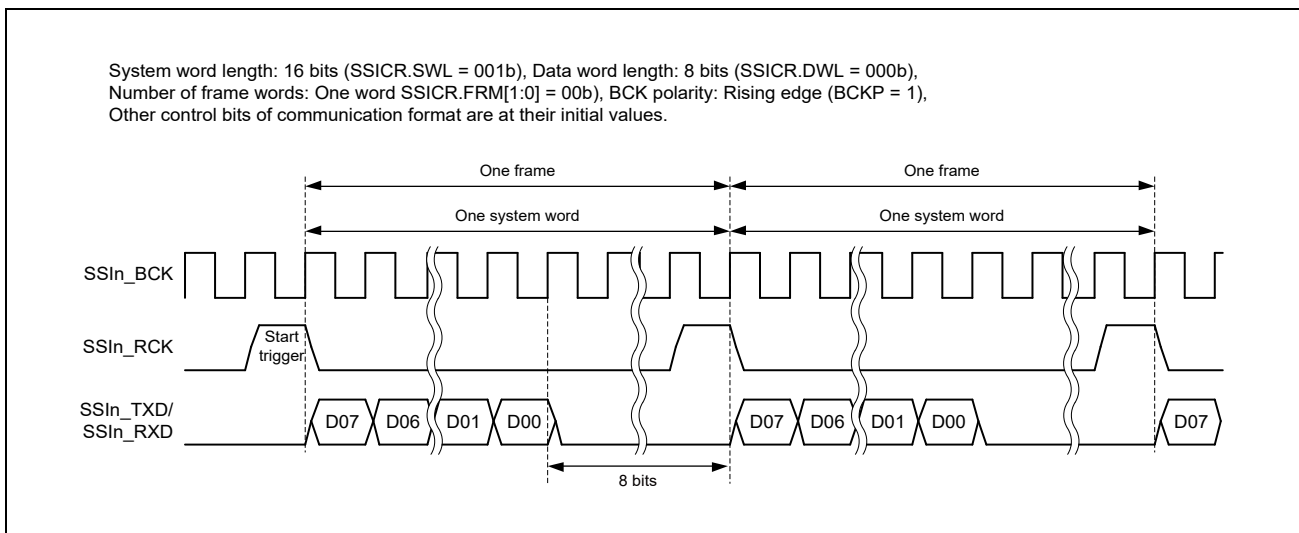 System word length: 16 bits (SSICR.SWL = 001b), Data word length: 8 bits (SSICR.DWL = 000b),
Number of frame words: One word SSICR.FRM[1:0] = 00b), BCK polarity: Rising edge (BCKP = 1),
Other control bits of communication format are at their initial values.
One frame
One frame
One system word
One system word
SSIn_BCK
SSIn_RCK
Start
trigger
SSIn_TXD/
SSIn_RXD
D07
D06
D01
D00
D07
D06
D01
D00
D07
8 bits